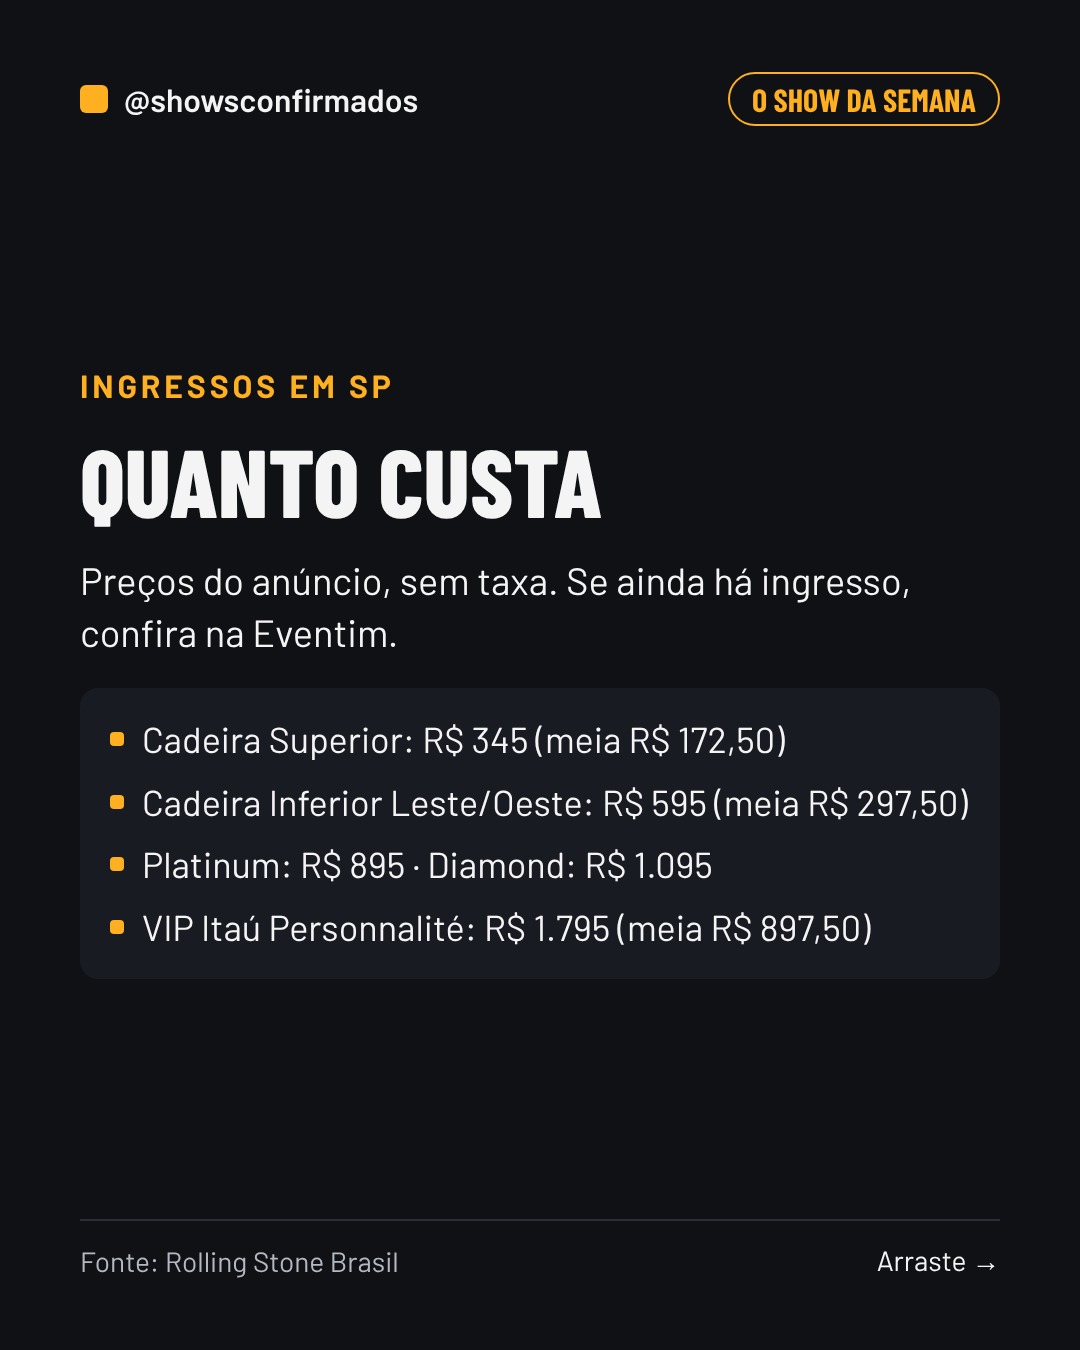 @showsconfirmados
O SHOW DA SEMANA
INGRESSOS EM SP
QUANTO CUSTA
Preços do anúncio, sem taxa. Se ainda há ingresso,
confira na Eventim.
Cadeira Superior: R$ 345 (meia R$ 172,50)
Cadeira Inferior Leste/Oeste: R$ 595 (meia R$ 297,50)
Platinum: R$ 895 · Diamond: R$ 1.095
VIP Itaú Personnalité: R$ 1.795 (meia R$ 897,50)
Fonte: Rolling Stone Brasil
Arraste →